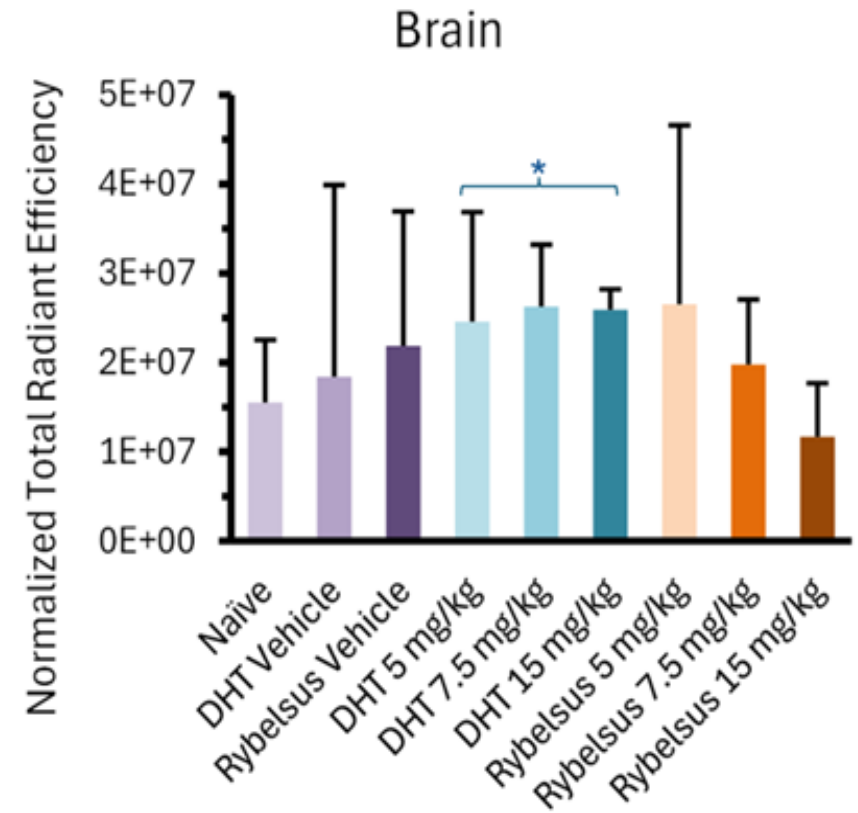 Brain
Normalized Total Radiant Efficiency
5E+07
4E+07
3E+07
2E+07
1E+07
0E+00
*
Naïve
DHT Vehicle
Rybelsus Vehicle
DHT 5 mg/kg
DHT 7.5 mg/kg
DHT 15 mg/kg
Rybelsus 5 mg/kg
Rybelsus 7.5 mg/kg
Rybelsus 15 mg/kg